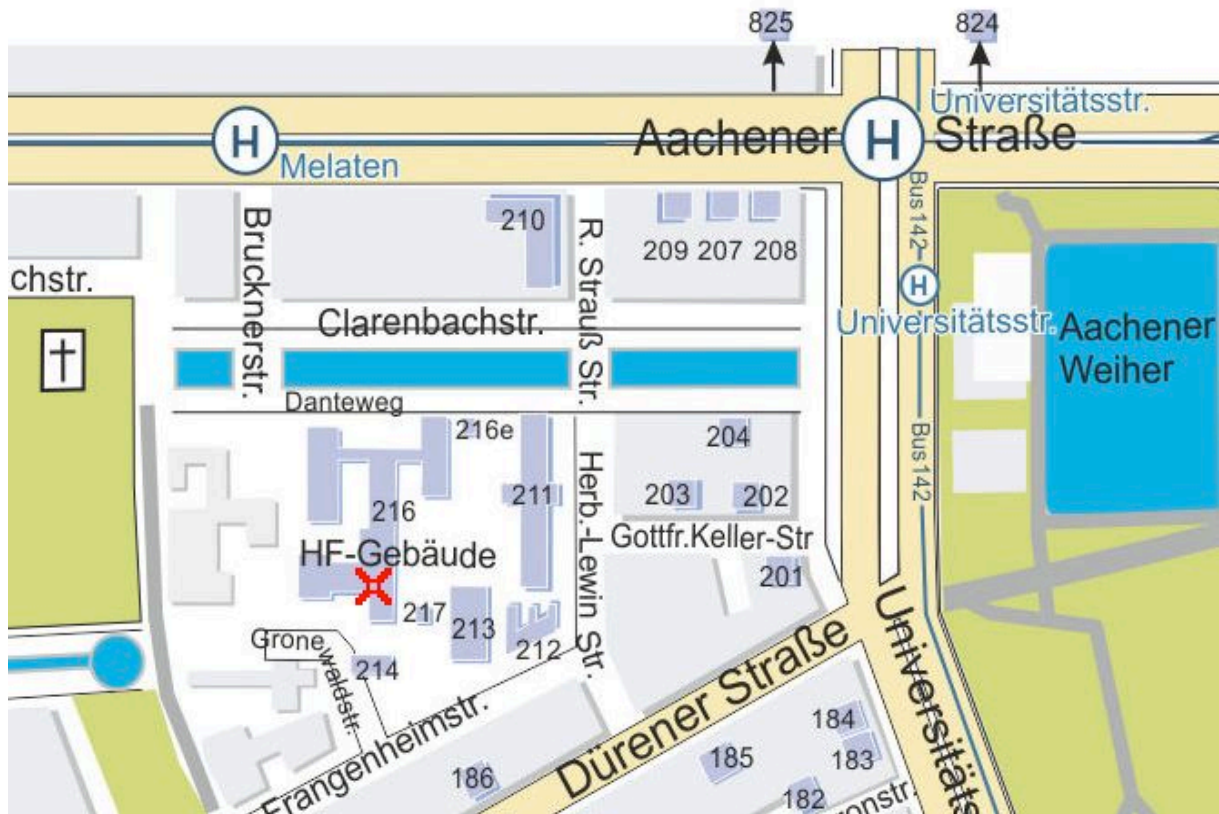 825
824
Universitätsstr.
H
Aachener
H
Straße
Melaten
Bus 142
210
209
207
208
Brucknerstr.
R. Strauß Str.
chstr.
H
Clarenbachstr.
Universitätsstr.
Aachener
Weiher
Danteweg
216e
204
Bus 142
211
203
202
216
Herb.-Lewin Str.
Gottfr.Keller-Str
HF-Gebäude
201
217
213
212
Grone
waldstr.
214
Universitäts
Dürener Straße
Frangenheimstr.
184
185
183
186
182
onstr.